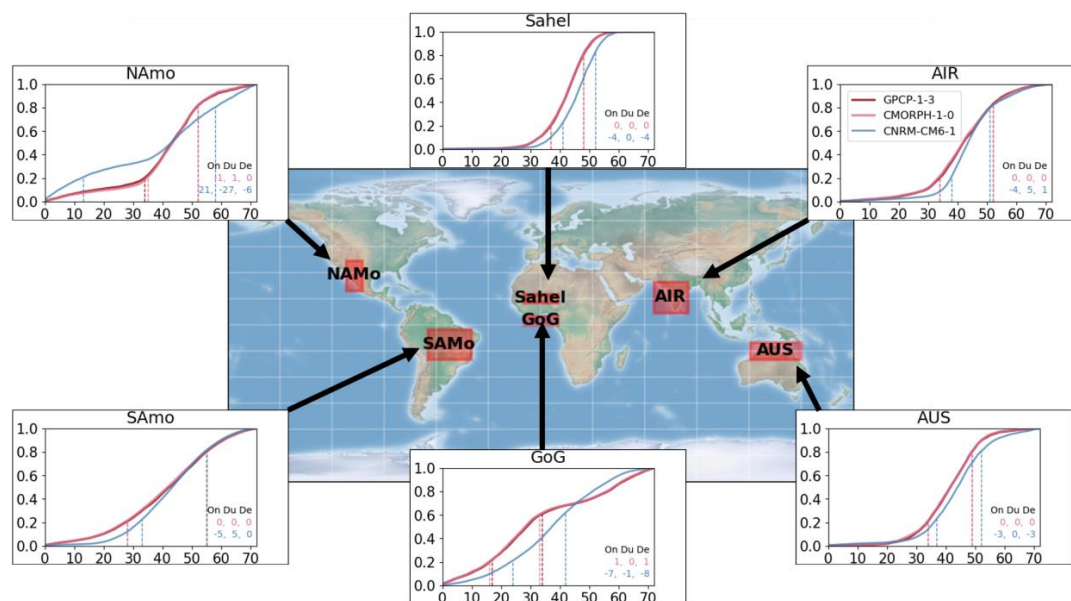 Sahel
1.0
0.8
0.6
0.4
0.2
0.0
On Du De
0, 0, 0
-4, 0, -4
0 10 20 30 40 50 60 70
NAmo
1.0
0.8
0.6
0.4
0.2
0.0
On Du De
1, 1, 0
21, -27, -6
0 10 20 30 40 50 60 70
AIR
1.0
0.8
0.6
0.4
0.2
0.0
GPCP-1-3
CMORPH-1-0
CNRM-CM6-1
On Du De
0, 0, 0
-4, 5, 1
0 10 20 30 40 50 60 70
NAMo
Sahel
AIR
GoG
SAMo
AUS
SAmo
1.0
0.8
0.6
0.4
0.2
0.0
On Du De
0, 0, 0
-5, 5, 0
0 10 20 30 40 50 60 70
GoG
1.0
0.8
0.6
0.4
0.2
0.0
On Du De
1, 0, 1
-7, -1, -8
0 10 20 30 40 50 60 70
AUS
1.0
0.8
0.6
0.4
0.2
0.0
On Du De
0, 0, 0
-3, 0, -3
0 10 20 30 40 50 60 70